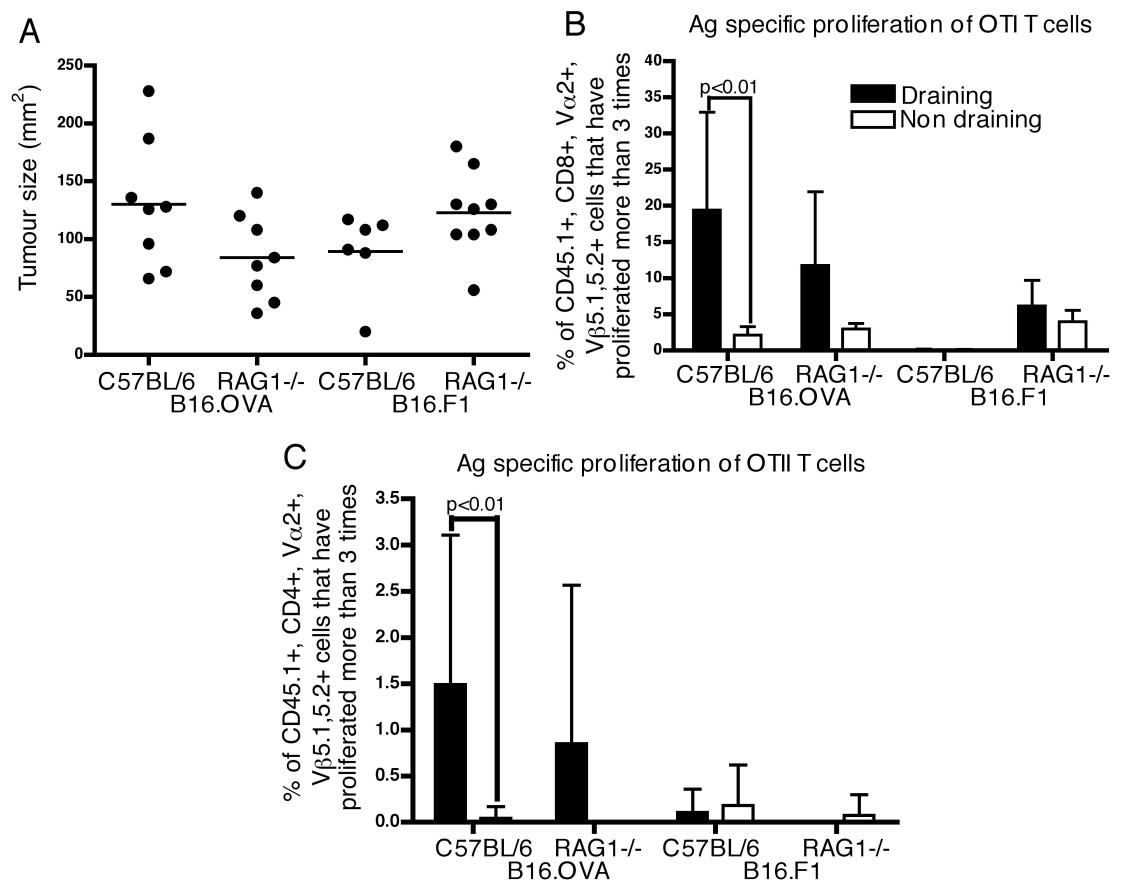 A
Tumour size (mm2)
250
200
150
100
50
0
C57BL/6 RAG1-/- C57BL/6 RAG1-/-
B16.OVA B16.F1
B
Ag specific proliferation of OTI T cells
% of CD45.1+, CD8+, Vα2+,
Vβ5.1,5.2+ cells that have
proliferated more than 3 times
40
35
30
25
20
15
10
5
0
p<0.01
Draining
Non draining
C57BL/6 RAG1-/- C57BL/6 RAG1-/-
B16.OVA B16.F1
C
Ag specific proliferation of OTII T cells
% of CD45.1+, CD4+, Vα2+,
Vβ5.1,5.2+ cells that have
proliferated more than 3 times
3.5
3.0
2.5
2.0
1.5
1.0
0.5
0.0
p<0.01
C57BL/6 RAG1-/- C57BL/6 RAG1-/-
B16.OVA B16.F1